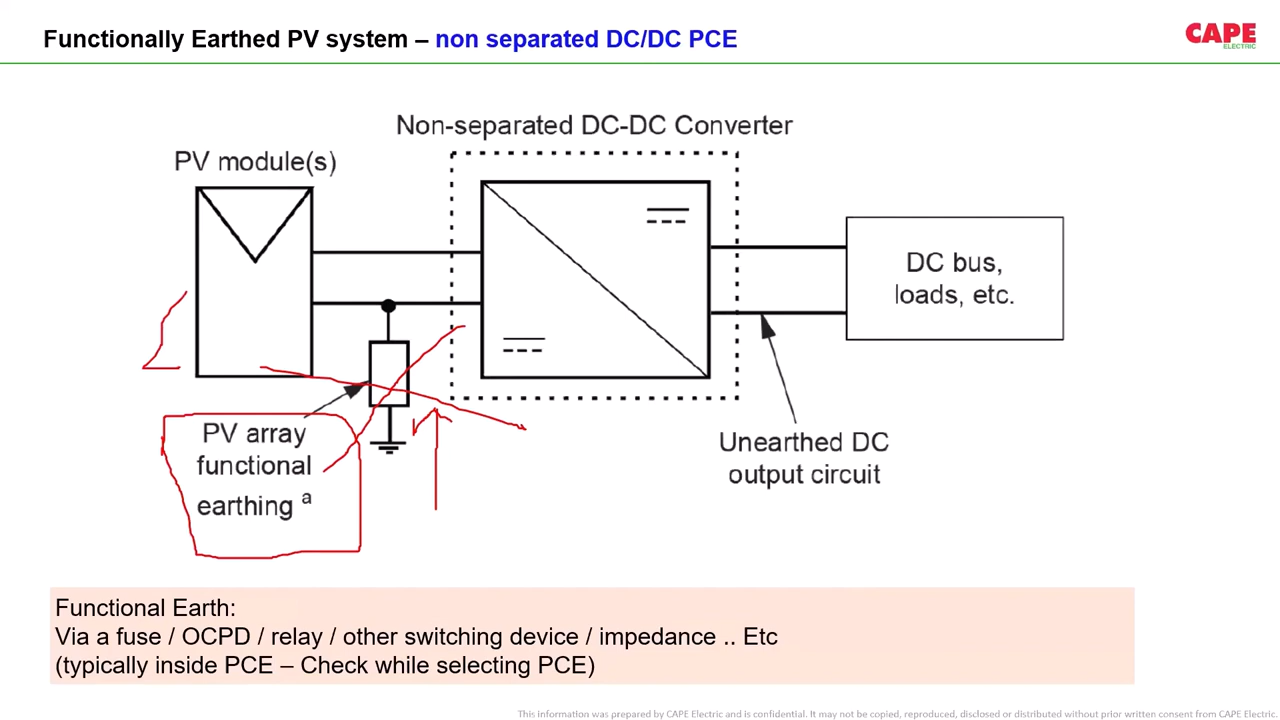 Functionally Earthed PV system – non separated DC/DC PCE
CAPE
ELECTRIC
Non-separated DC-DC Converter
PV module(s)
DC bus,
loads, etc.
PV array
functional
earthing a
Unearthed DC
output circuit
Functional Earth:
Via a fuse / OCPD / relay / other switching device / impedance .. Etc
(typically inside PCE – Check while selecting PCE)
This information was prepared by CAPE Electric and is confidential. It may not be copied, reproduced, disclosed or distributed without prior written consent from CAPE Electric.